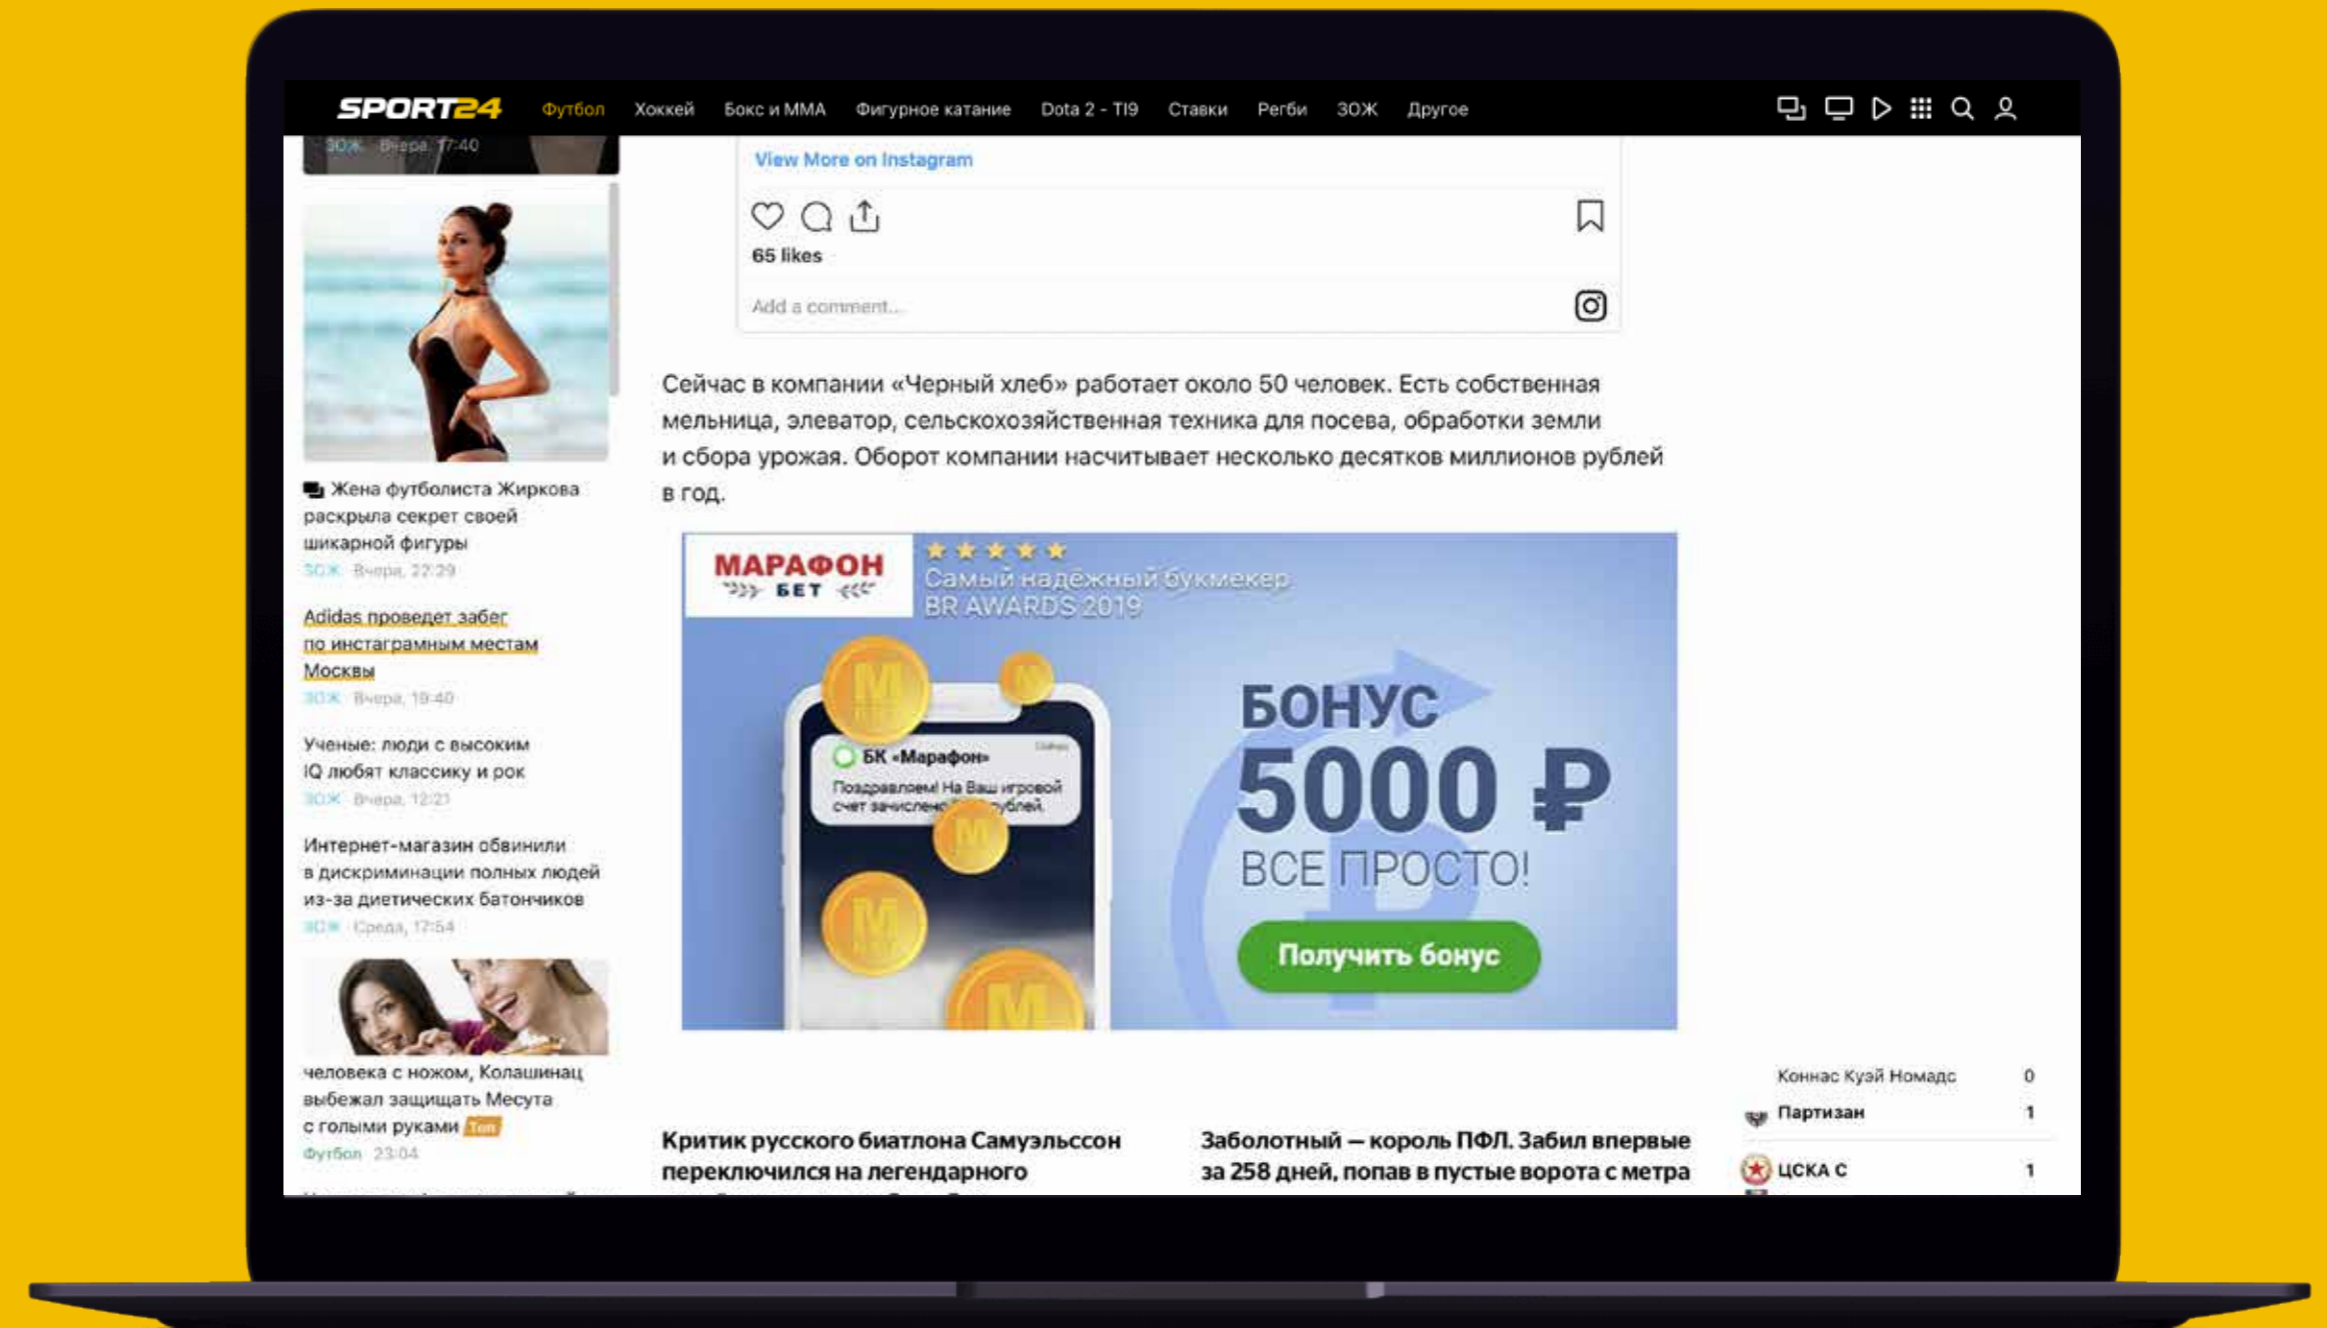 SPORT24
Футбол Хоккей Бокс и ММА Фигурное катание Dota 2 - TI9 Ставки Регби ЗОЖ Другое
ЗОЖ Вчера, 17:40
Жена футболиста Жиркова
раскрыла секрет своей
шикарной фигуры
ЗОЖ Вчера, 22:29
Adidas проведет забег
по инстаграмным местам
Москвы
ЗОЖ Вчера, 19:40
Ученые: люди с высоким
IQ любят классику и рок
ЗОЖ Вчера, 12:21
Интернет-магазин обвинили
в дискриминации полных людей
из-за диетических батончиков
ЗОЖ Среда, 17:54
человека с ножом, Колашинац
выбежал защищать Месута
с голыми руками Топ
Футбол 23:04
View More on Instagram
65 likes
Add a comment...
Сейчас в компании «Черный хлеб» работает около 50 человек. Есть собственная
мельница, элеватор, сельскохозяйственная техника для посева, обработки земли
и сбора урожая. Оборот компании насчитывает несколько десятков миллионов рублей
в год.
МАРАФОН
БЕТ
Самый надёжный букмекер
BR AWARDS 2019
БК «Марафон»
Поздравляем! На Ваш игровой
счет зачислено рублей.
БОНУС
5000 ₽
ВСЕ ПРОСТО!
Получить бонус
Критик русского биатлона Самуэльссон
переключился на легендарного
Заболотный — король ПФЛ. Забил впервые
за 258 дней, попав в пустые ворота с метра
Коннас Куэй Номадс 0
Партизан 1
ЦСКА С 1